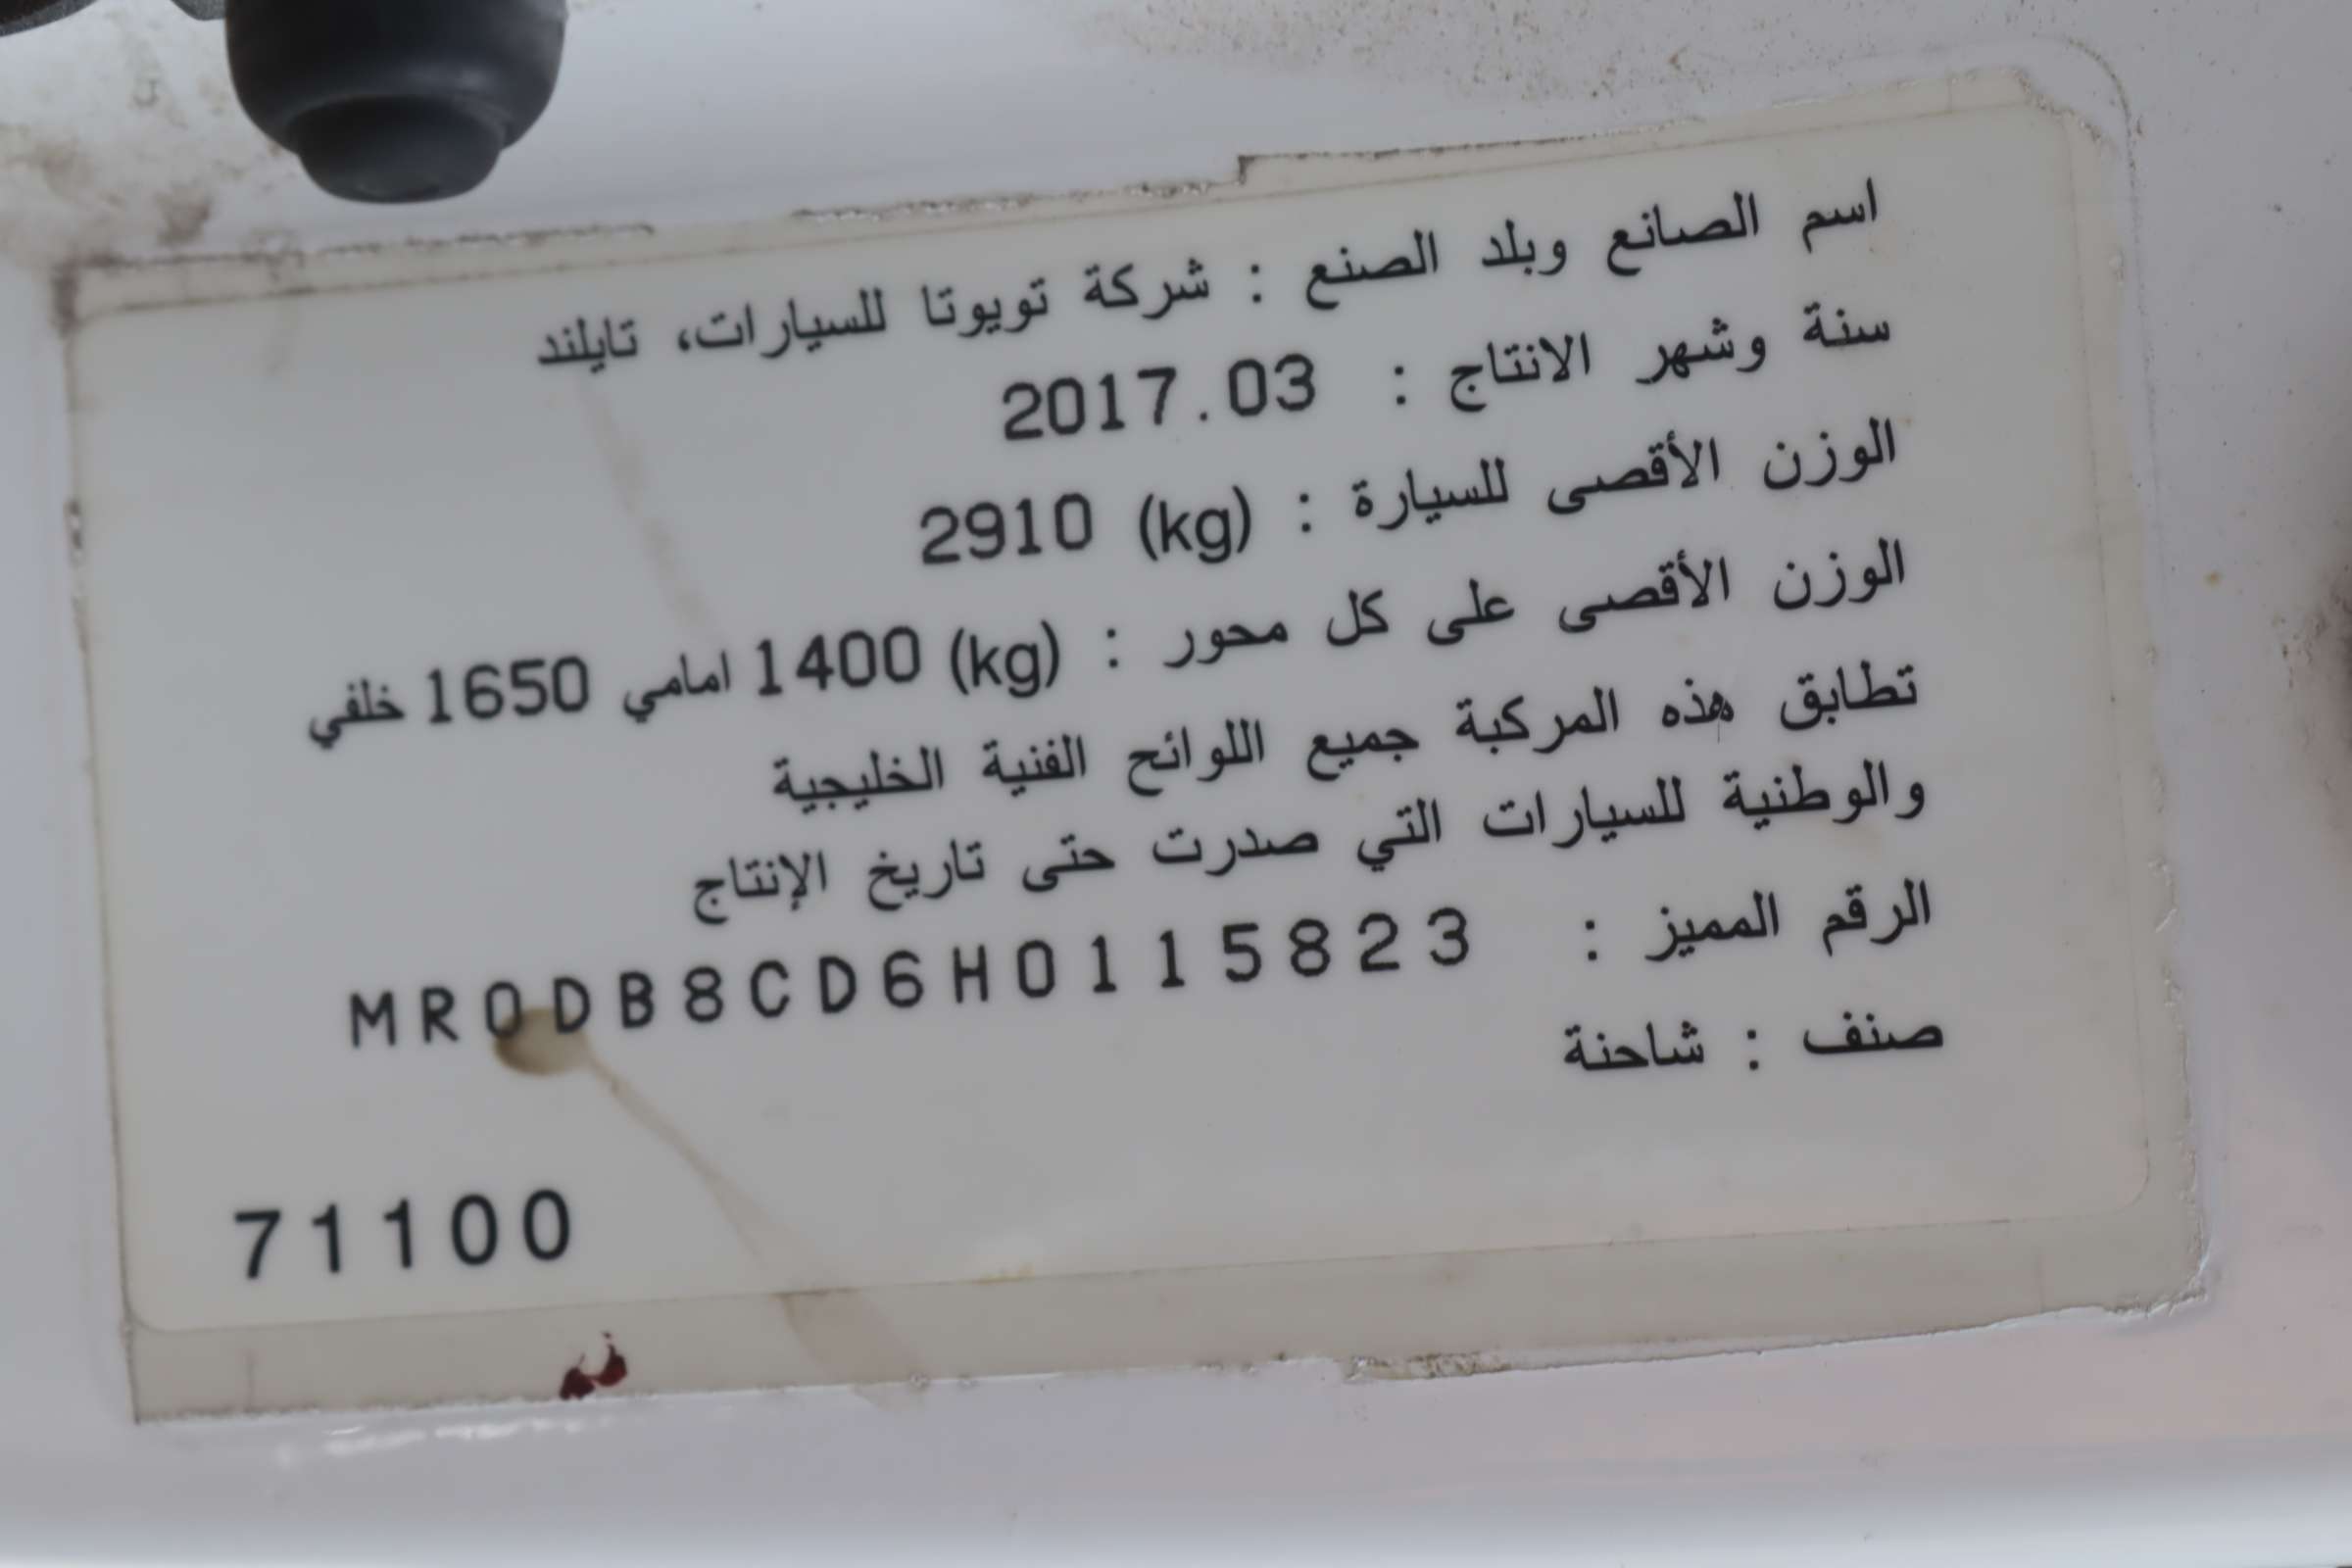 اسم الصانع وبلد الصنع : شركة تويوتا للسيارات، تايلند
سنة وشهر الانتاج : 2017.03
الوزن الأقصى للسيارة : (kg) 2910
الوزن الأقصى على كل محور : (kg) 1400 امامي 1650 خلفي
تطابق هذه المركبة جميع اللوائح الفنية الخليجية
والوطنية للسيارات التي صدرت حتى تاريخ الإنتاج
الرقم المميز : MR0DB8CD6H0115823
صنف : شاحنة
71100